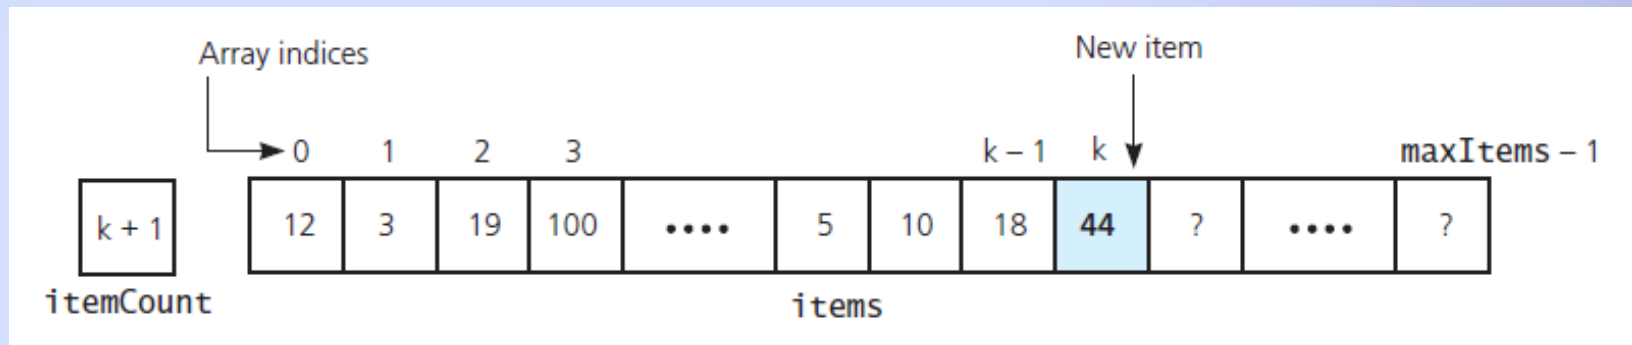 Array indices
New item
0 1 2 3 k – 1 k maxItems – 1
k + 1 12 3 19 100 •••• 5 10 18 44 ? •••• ?
itemCount
items